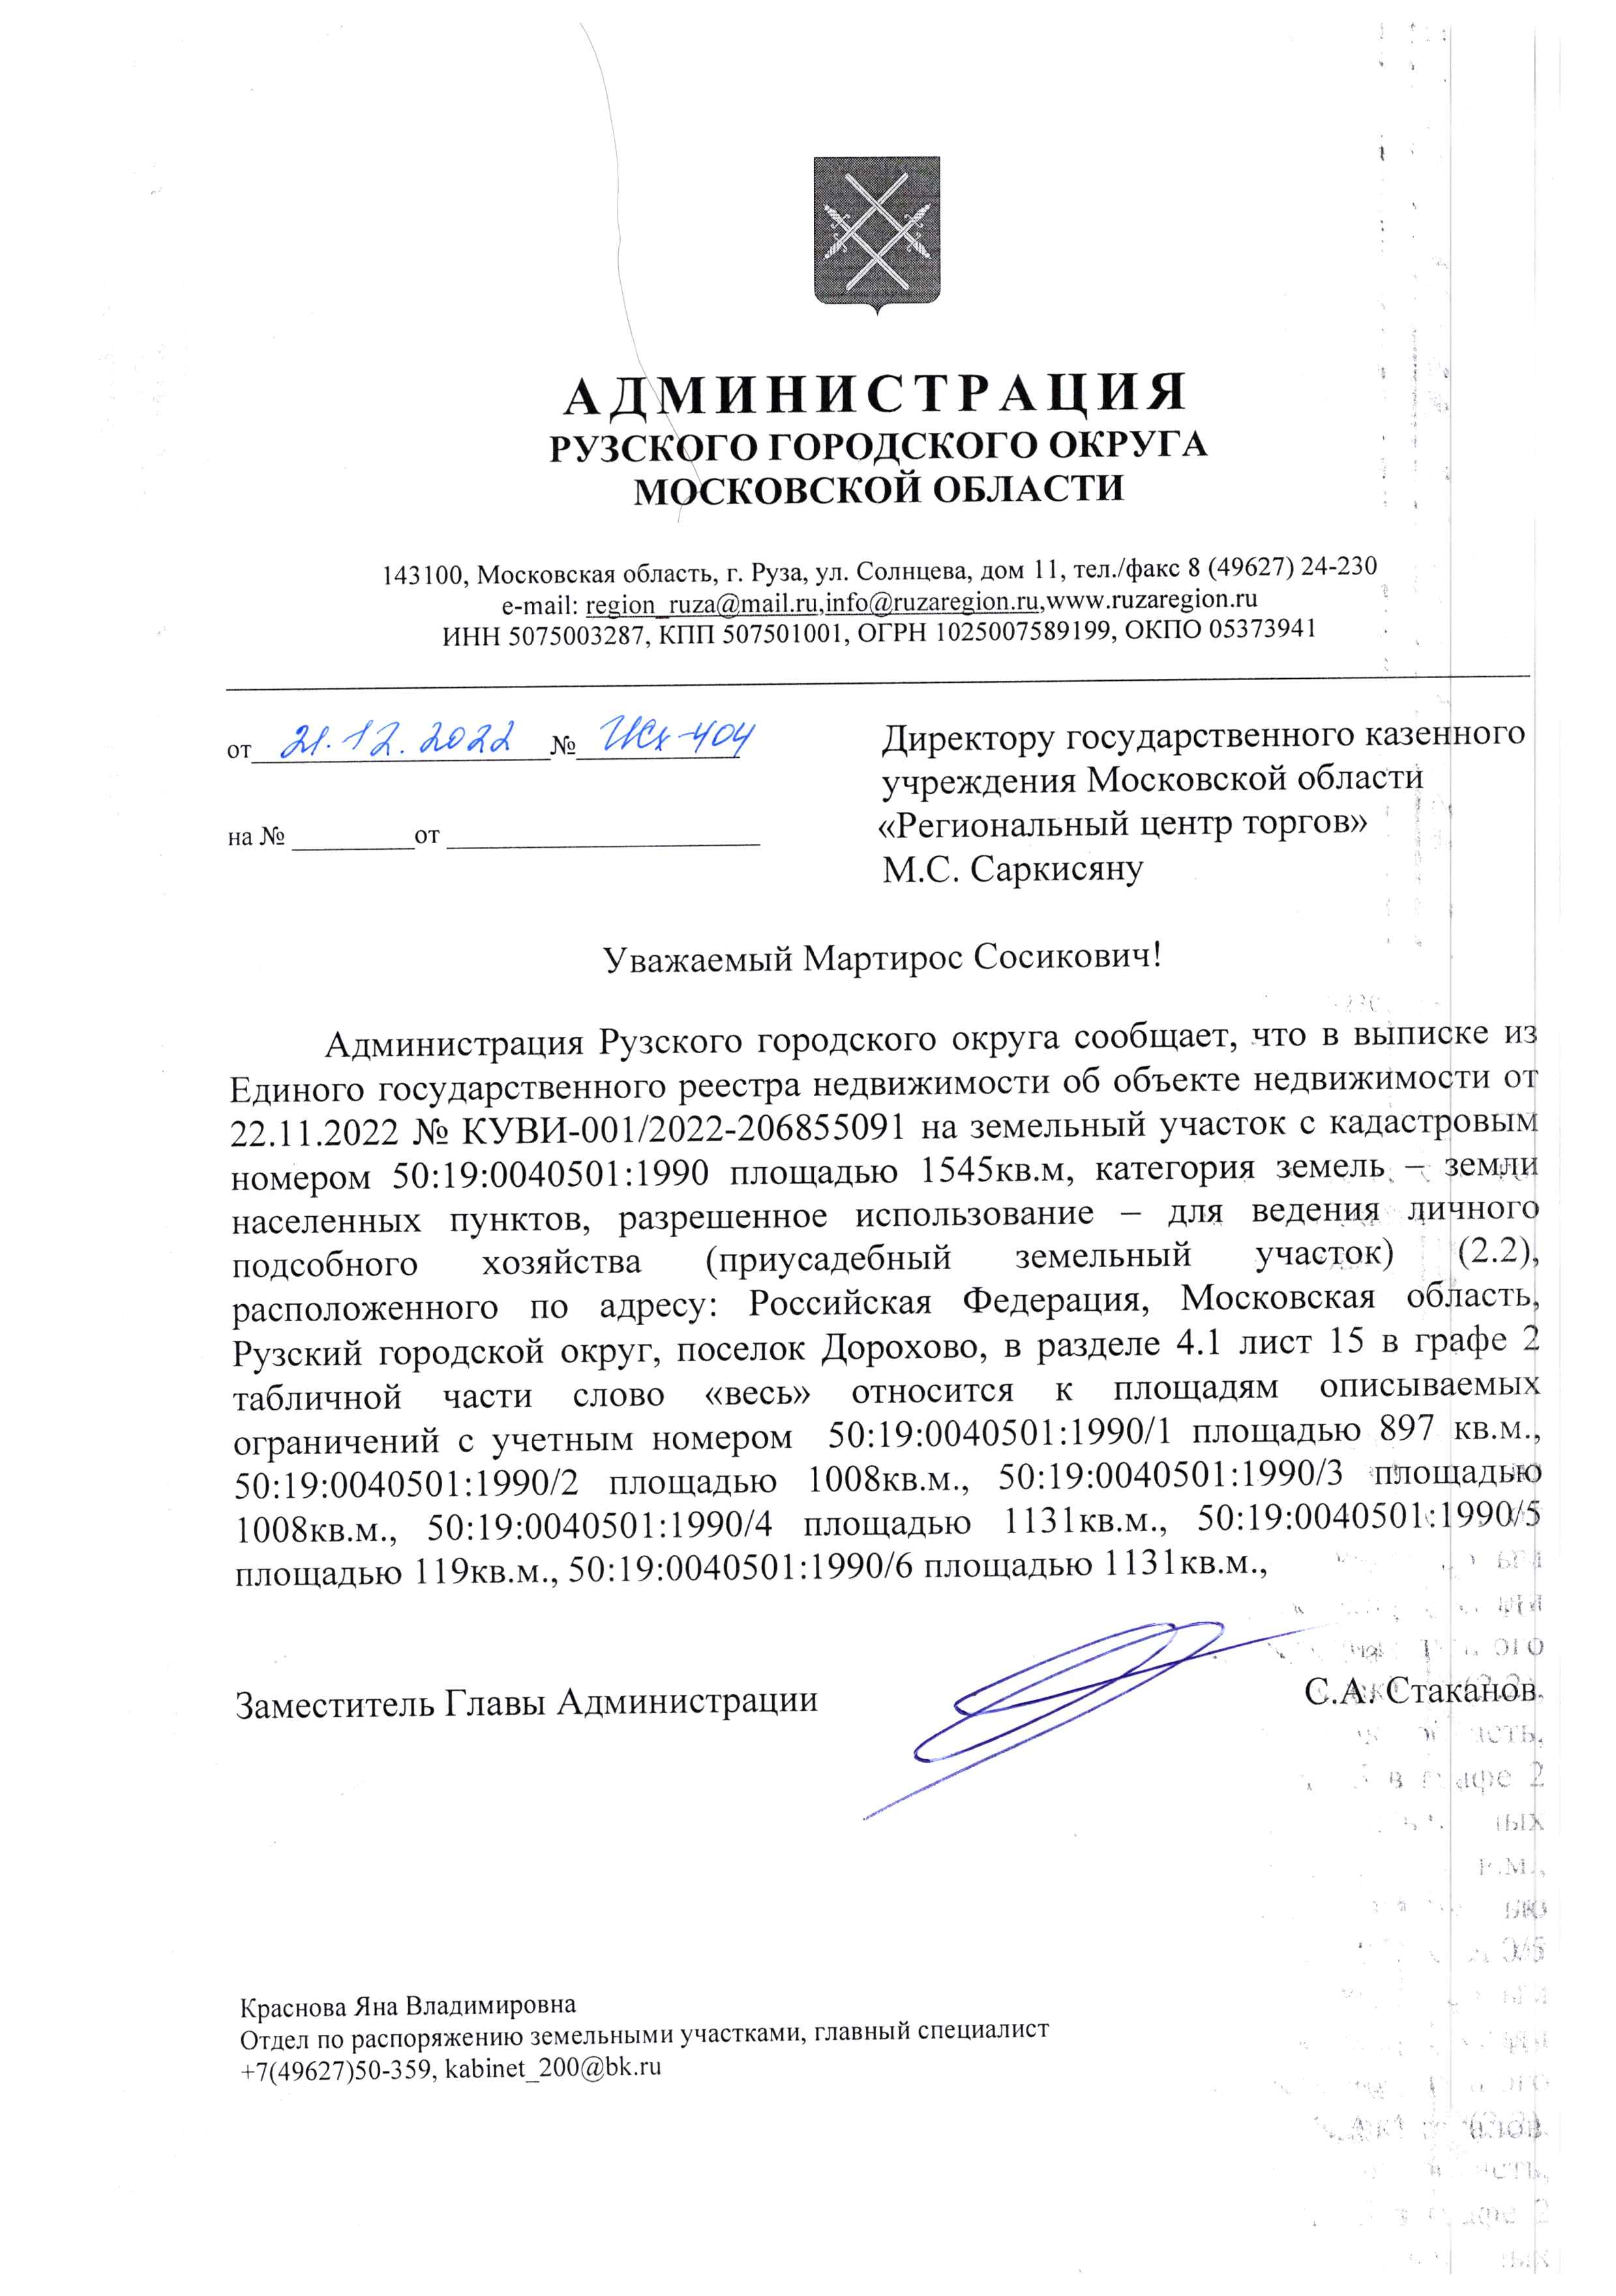 АДМИНИСТРАЦИЯ
РУЗСКОГО ГОРОДСКОГО ОКРУГА
МОСКОВСКОЙ ОБЛАСТИ
143100, Московская область, г. Руза, ул. Солнцева, дом 11, тел./факс 8 (49627) 24-230
e-mail: region_ruza@mail.ru,info@ruzaregion.ru,www.ruzaregion.ru
ИНН 5075003287, КПП 507501001, ОГРН 1025007589199, ОКПО 05373941
от 21.12.2022 № Исх-404
на № __________от __________
Директору государственного казенного
учреждения Московской области
«Региональный центр торгов»
М.С. Саркисяну
Уважаемый Мартирос Сосикович!
Администрация Рузского городского округа сообщает, что в выписке из
Единого государственного реестра недвижимости об объекте недвижимости от
22.11.2022 № КУВИ-001/2022-206855091 на земельный участок с кадастровым
номером 50:19:0040501:1990 площадью 1545кв.м, категория земель – земли
населенных пунктов, разрешенное использование – для ведения личного
подсобного хозяйства (приусадебный земельный участок) (2.2),
расположенного по адресу: Российская Федерация, Московская область,
Рузский городской округ, поселок Дорохово, в разделе 4.1 лист 15 в графе 2
табличной части слово «весь» относится к площадям описываемых
ограничений с учетным номером 50:19:0040501:1990/1 площадью 897 кв.м.,
50:19:0040501:1990/2 площадью 1008кв.м., 50:19:0040501:1990/3 площадью
1008кв.м., 50:19:0040501:1990/4 площадью 1131кв.м., 50:19:0040501:1990/5
площадью 119кв.м., 50:19:0040501:1990/6 площадью 1131кв.м.,
Заместитель Главы Администрации С.А. Стаканов
Краснова Яна Владимировна
Отдел по распоряжению земельными участками, главный специалист
+7(49627)50-359, kabinet_200@bk.ru